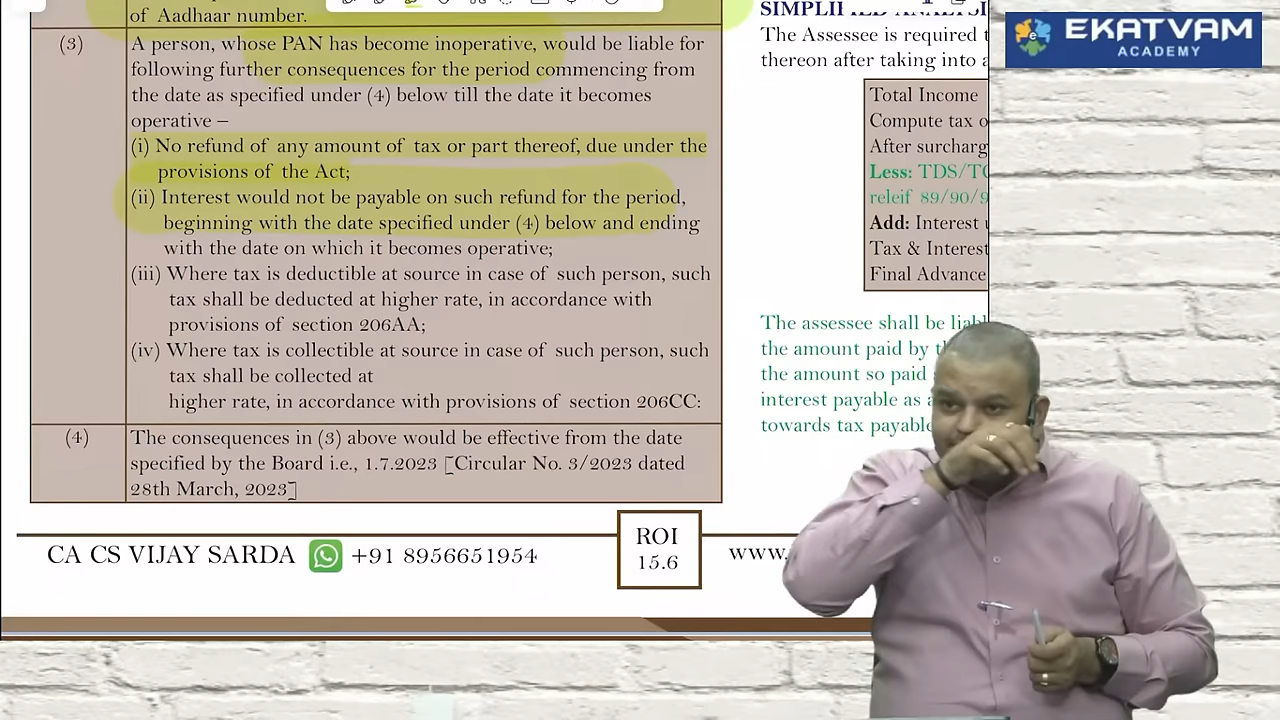 of Aadhaar number.
(3)
A person, whose PAN has become inoperative, would be liable for
following further consequences for the period commencing from
the date as specified under (4) below till the date it becomes
operative –
(i) No refund of any amount of tax or part thereof, due under the
provisions of the Act;
(ii) Interest would not be payable on such refund for the period,
beginning with the date specified under (4) below and ending
with the date on which it becomes operative;
(iii) Where tax is deductible at source in case of such person, such
tax shall be deducted at higher rate, in accordance with
provisions of section 206AA;
(iv) Where tax is collectible at source in case of such person, such
tax shall be collected at
higher rate, in accordance with provisions of section 206CC:
(4)
The consequences in (3) above would be effective from the date
specified by the Board i.e., 1.7.2023 [Circular No. 3/2023 dated
28th March, 2023]
CA CS VIJAY SARDA +91 8956651954
ROI
15.6
www.
The Assessee is required
thereon after taking into a
Total Income
Compute tax o
After surcharg
Less: TDS/TC
releif 89/90/9
Add: Interest
Tax & Interest
Final Advance
The assessee shall be liabl
the amount paid by
the amount so paid
interest payable as a
towards tax payable
EKATVAM
ACADEMY